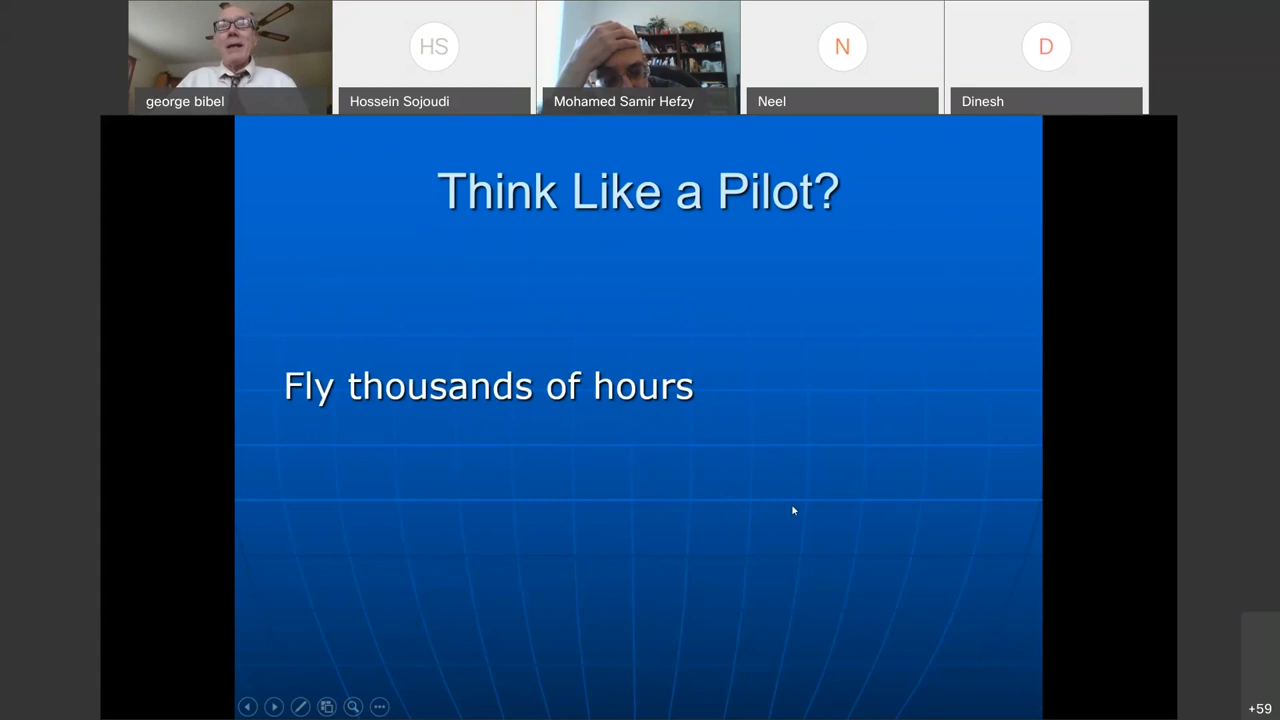 HS
N
D
george bibel
Hossein Sojoudi
Mohamed Samir Hefzy
Neel
Dinesh
Think Like a Pilot?
Fly thousands of hours
+59